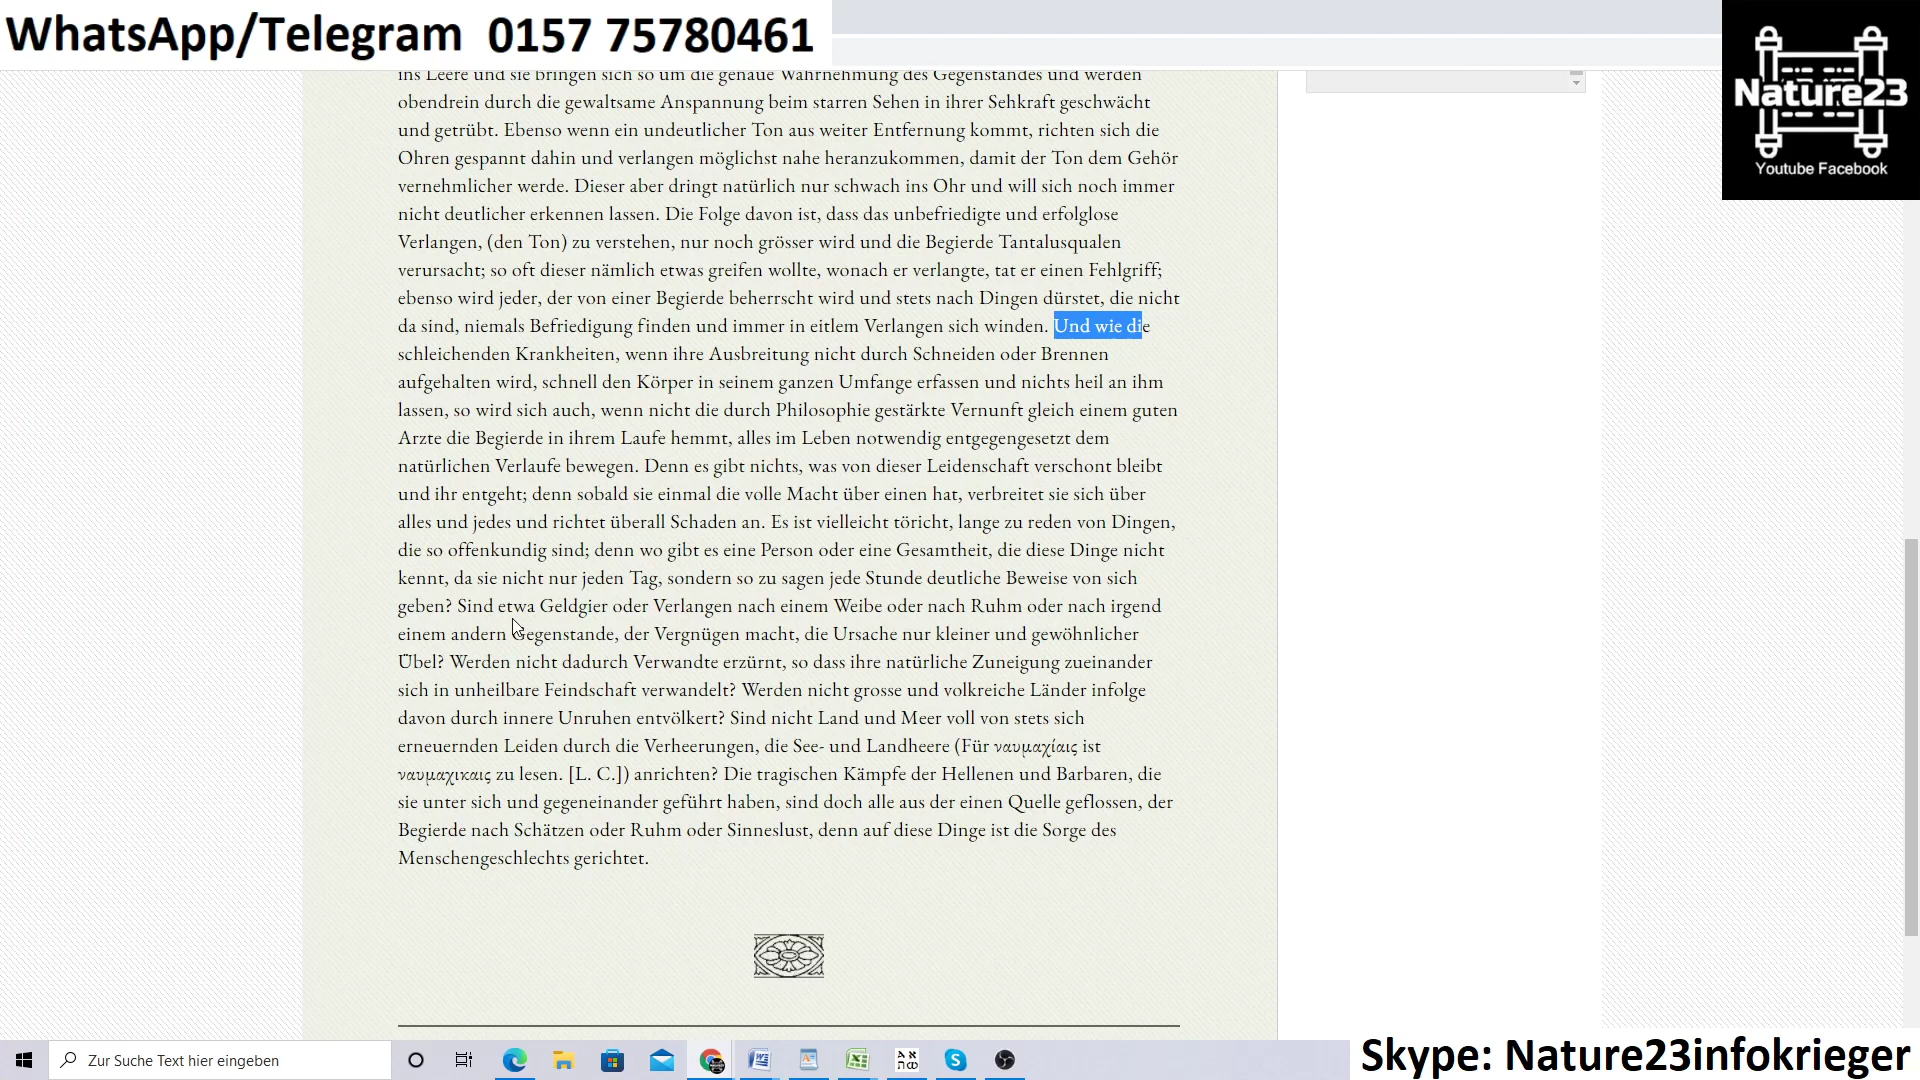 WhatsApp/Telegram 0157 75780461
Nature23
Youtube Facebook
ins Leere und sie bringen sich so um die genaue Wahrnehmung des Gegenstandes und werden
obendrein durch die gewaltsame Anspannung beim starren Sehen in ihrer Sehkraft geschwächt
und getrübt. Ebenso wenn ein undeutlicher Ton aus weiter Entfernung kommt, richten sich die
Ohren gespannt dahin und verlangen möglichst nahe heranzukommen, damit der Ton dem Gehör
vernehmlicher werde. Dieser aber dringt natürlich nur schwach ins Ohr und will sich noch immer
nicht deutlicher erkennen lassen. Die Folge davon ist, dass das unbefriedigte und erfolglose
Verlangen, (den Ton) zu verstehen, nur noch grösser wird und die Begierde Tantalusqualen
verursacht; so oft dieser nämlich etwas greifen wollte, wonach er verlangte, tat er einen Fehlgriff;
ebenso wird jeder, der von einer Begierde beherrscht wird und stets nach Dingen dürstet, die nicht
da sind, niemals Befriedigung finden und immer in eitlem Verlangen sich winden. Und wie die
schleichenden Krankheiten, wenn ihre Ausbreitung nicht durch Schneiden oder Brennen
aufgehalten wird, schnell den Körper in seinem ganzen Umfange erfassen und nichts heil an ihm
lassen, so wird sich auch, wenn nicht die durch Philosophie gestärkte Vernunft gleich einem guten
Arzte die Begierde in ihrem Laufe hemmt, alles im Leben notwendig entgegengesetzt dem
natürlichen Verlaufe bewegen. Denn es gibt nichts, was von dieser Leidenschaft verschont bleibt
und ihr entgeht; denn sobald sie einmal die volle Macht über einen hat, verbreitet sie sich über
alles und jedes und richtet überall Schaden an. Es ist vielleicht töricht, lange zu reden von Dingen,
die so offenkundig sind; denn wo gibt es eine Person oder eine Gesamtheit, die diese Dinge nicht
kennt, da sie nicht nur jeden Tag, sondern so zu sagen jede Stunde deutliche Beweise von sich
geben? Sind etwa Geldgier oder Verlangen nach einem Weibe oder nach Ruhm oder nach irgend
einem andern Gegenstande, der Vergnügen macht, die Ursache nur kleiner und gewöhnlicher
Übel? Werden nicht dadurch Verwandte erzürnt, so dass ihre natürliche Zuneigung zueinander
sich in unheilbare Feindschaft verwandelt? Werden nicht grosse und volkreiche Länder infolge
davon durch innere Unruhen entvölkert? Sind nicht Land und Meer voll von stets sich
erneuernden Leiden durch die Verheerungen, die See- und Landheere (Für ναυμαχίαις ist
ναυμαχικαις zu lesen. [L. C.]) anrichten? Die tragischen Kämpfe der Hellenen und Barbaren, die
sie unter sich und gegeneinander geführt haben, sind doch alle aus der einen Quelle geflossen, der
Begierde nach Schätzen oder Ruhm oder Sinneslust, denn auf diese Dinge ist die Sorge des
Menschengeschlechts gerichtet.
Zur Suche Text hier eingeben
Skype: Nature23infokrieger